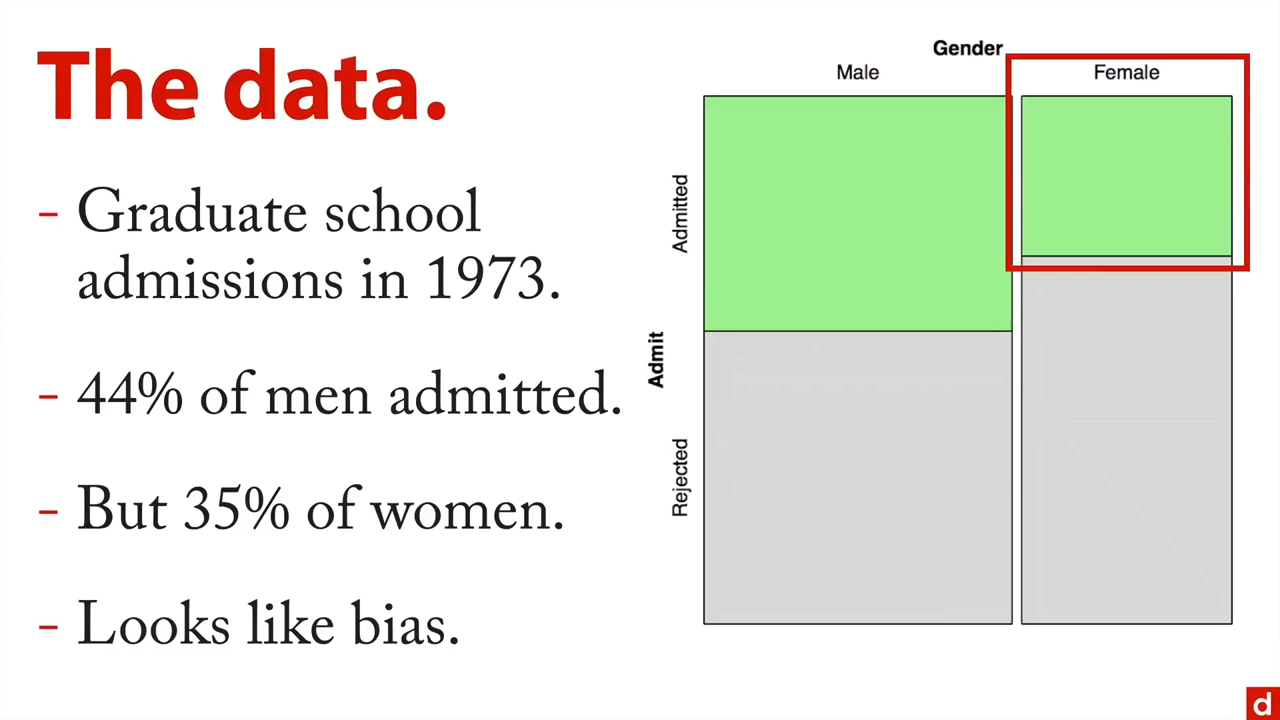 The data.
- Graduate school
admissions in 1973.
- 44% of men admitted.
- But 35% of women.
- Looks like bias.
Gender
Male
Female
Admit
Admitted
Rejected
d